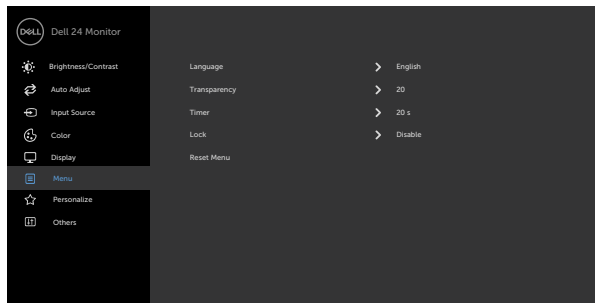 DELL Dell 24 Monitor
Brightness/Contrast
Auto Adjust
Input Source
Color
Display
Menu
Personalize
Others
Language English
Transparency 20
Timer 20 s
Lock Disable
Reset Menu